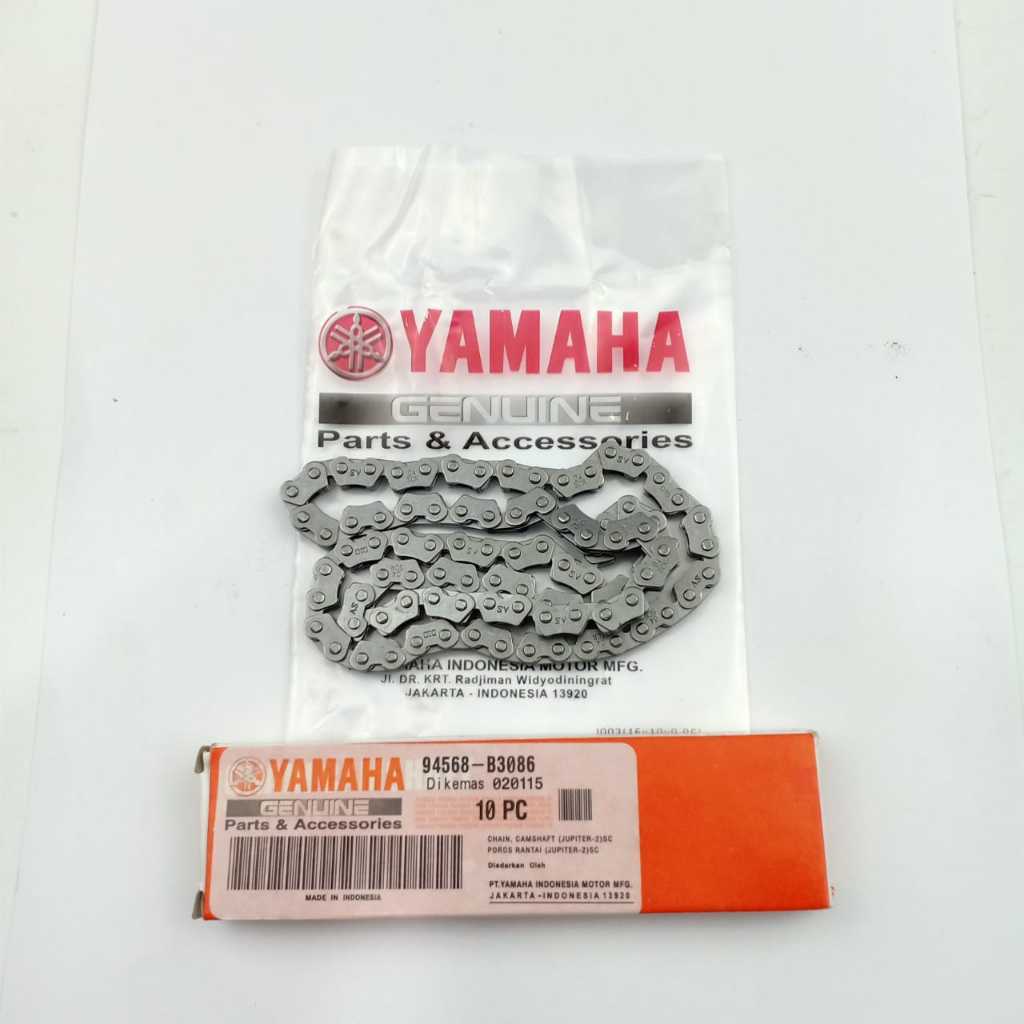 YAMAHA
GENUINE
Parts & Accessories
YAMAHA INDONESIA MOTOR MFG.
Jl. DR. KRT. Radjiman Widyodiningrat
JAKARTA - INDONESIA 13920
YAMAHA
GENUINE
Parts & Accessories
MADE IN INDONESIA
94568-B3086
Dikemas 020115
10 PC
CHAIN, CAMSHAFT (JUPITER-2)SC
POROS RANTAI (JUPITER-2)SC
Diedarkan Oleh
PT.YAMAHA INDONESIA MOTOR MFG.
JAKARTA-INDONESIA 13920